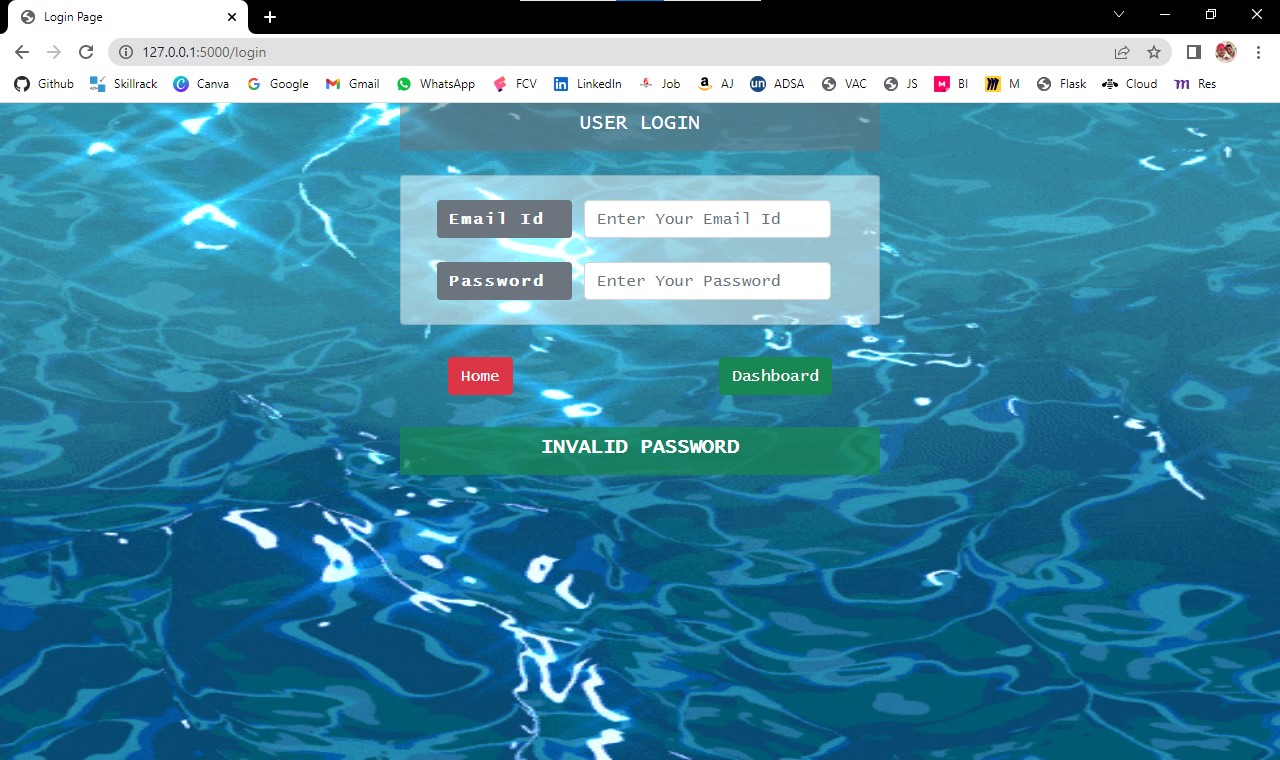 Login Page
127.0.0.1:5000/login
Github Skillrack Canva Google Gmail WhatsApp FCV LinkedIn Job AJ ADSA VAC JS BI M Flask Cloud Res
USER LOGIN
Email Id Enter Your Email Id
Password Enter Your Password
Home Dashboard
INVALID PASSWORD